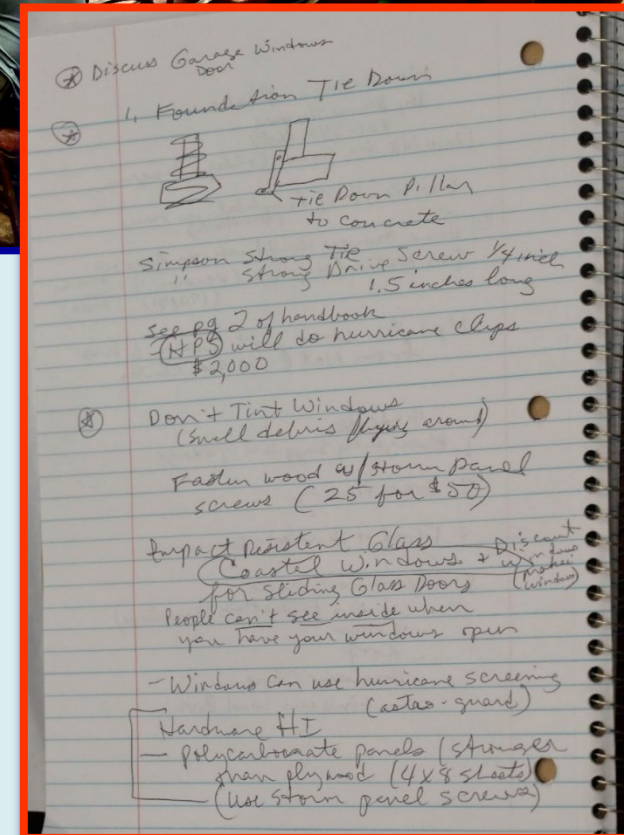 Discuss Garage Windows
Door
1. Foundation Tie Down
Tie Down Pillar
to concrete
Simpson Strong Tie Screw 1/4 inch
" Strong Drive 1.5 inches long
see pg 2 of handbook
- HPS will do hurricane clips
$2,000
Don't Tint Windows
(small debris flying around)
Fasten wood w/ storm panel
screws (25 for $50)
Impact Resistent Glass
Coastal Windows + Discount
Windows
for sliding Glass Doors
(makes
window)
People can't see inside when
you have your windows open
- Windows can use hurricane screening
(astro-guard)
Hardware HI
- polycarbonate panels (stronger
than plywood (4x8 sheets)
(use storm panel screws)